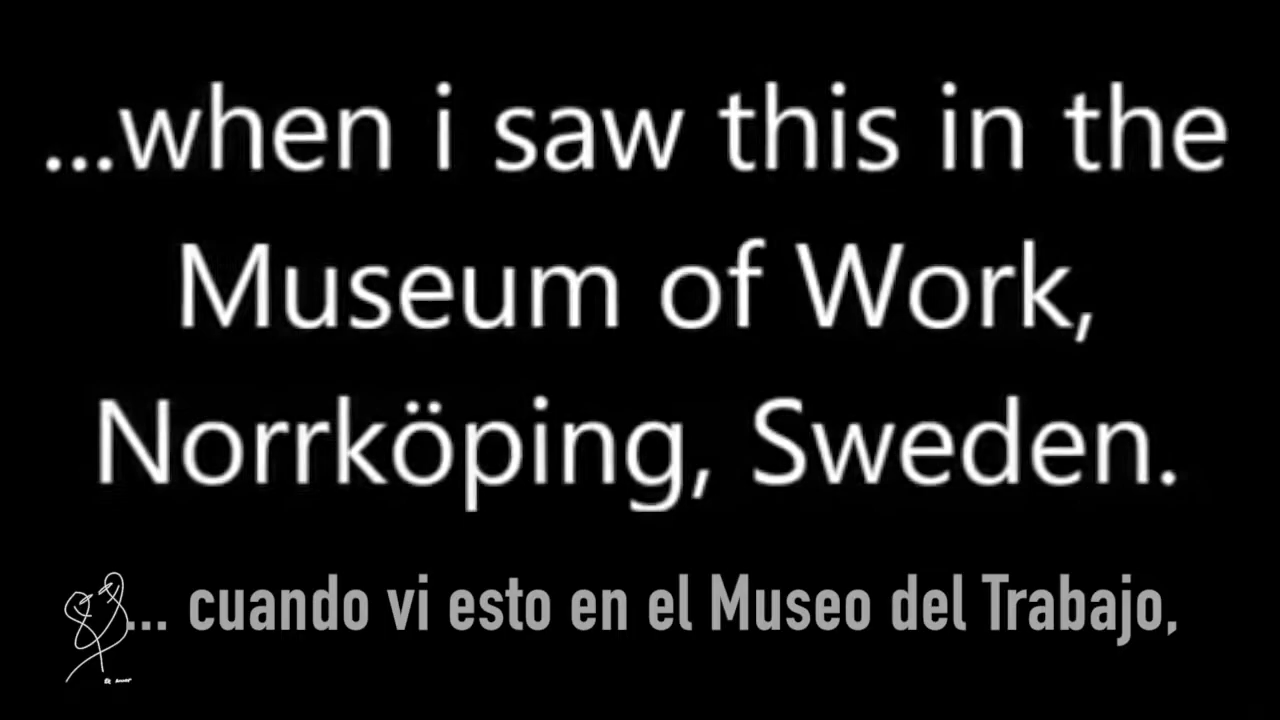 ...when i saw this in the
Museum of Work,
Norrköping, Sweden.
... cuando vi esto en el Museo del Trabajo,